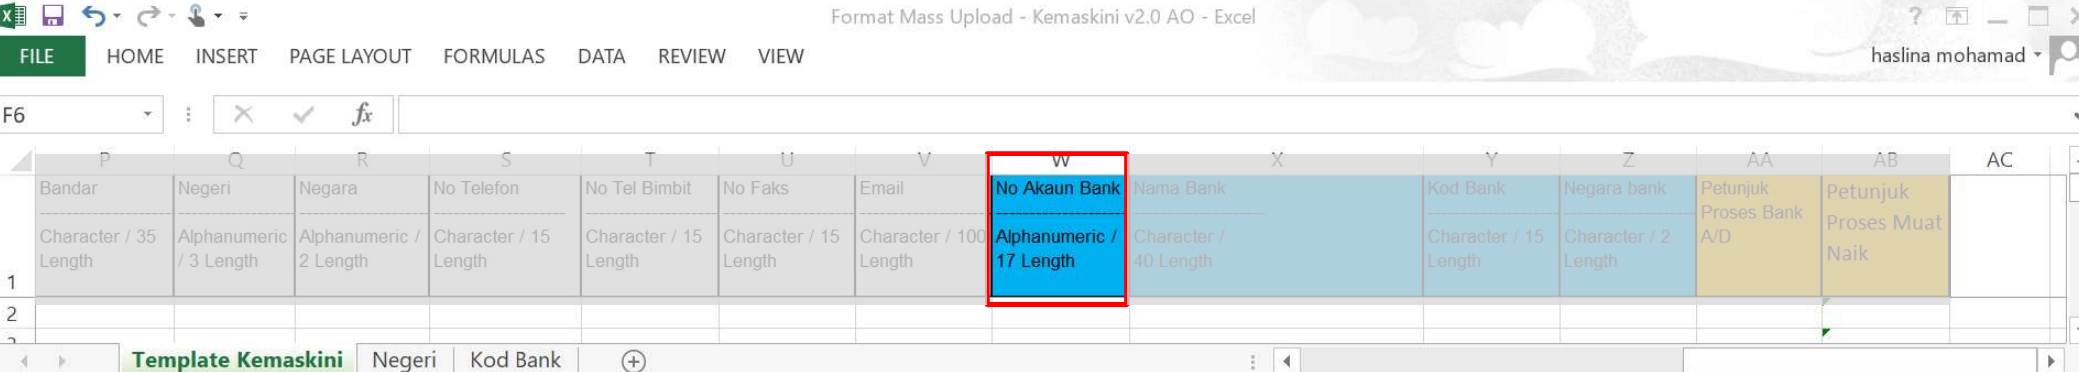 Format Mass Upload - Kemaskini v2.0 AO - Excel
FILE HOME INSERT PAGE LAYOUT FORMULAS DATA REVIEW VIEW haslina mohamad
F6 fx
P Q R S T U V W X Y Z AA AB AC
Bandar
Character / 35
Length
Negeri
Alphanumeric
/ 3 Length
Negara
Alphanumeric /
2 Length
No Telefon
Character / 15
Length
No Tel Bimbit
Character / 15
Length
No Faks
Character / 15
Length
Email
Character / 100
Length
No Akaun Bank
Alphanumeric /
17 Length
Nama Bank
Character /
40 Length
Kod Bank
Character / 15
Length
Negara bank
Character / 2
Length
Petunjuk
Proses Bank
A/D
Petunjuk
Proses Muat
Naik
1
2
Template Kemaskini Negeri Kod Bank